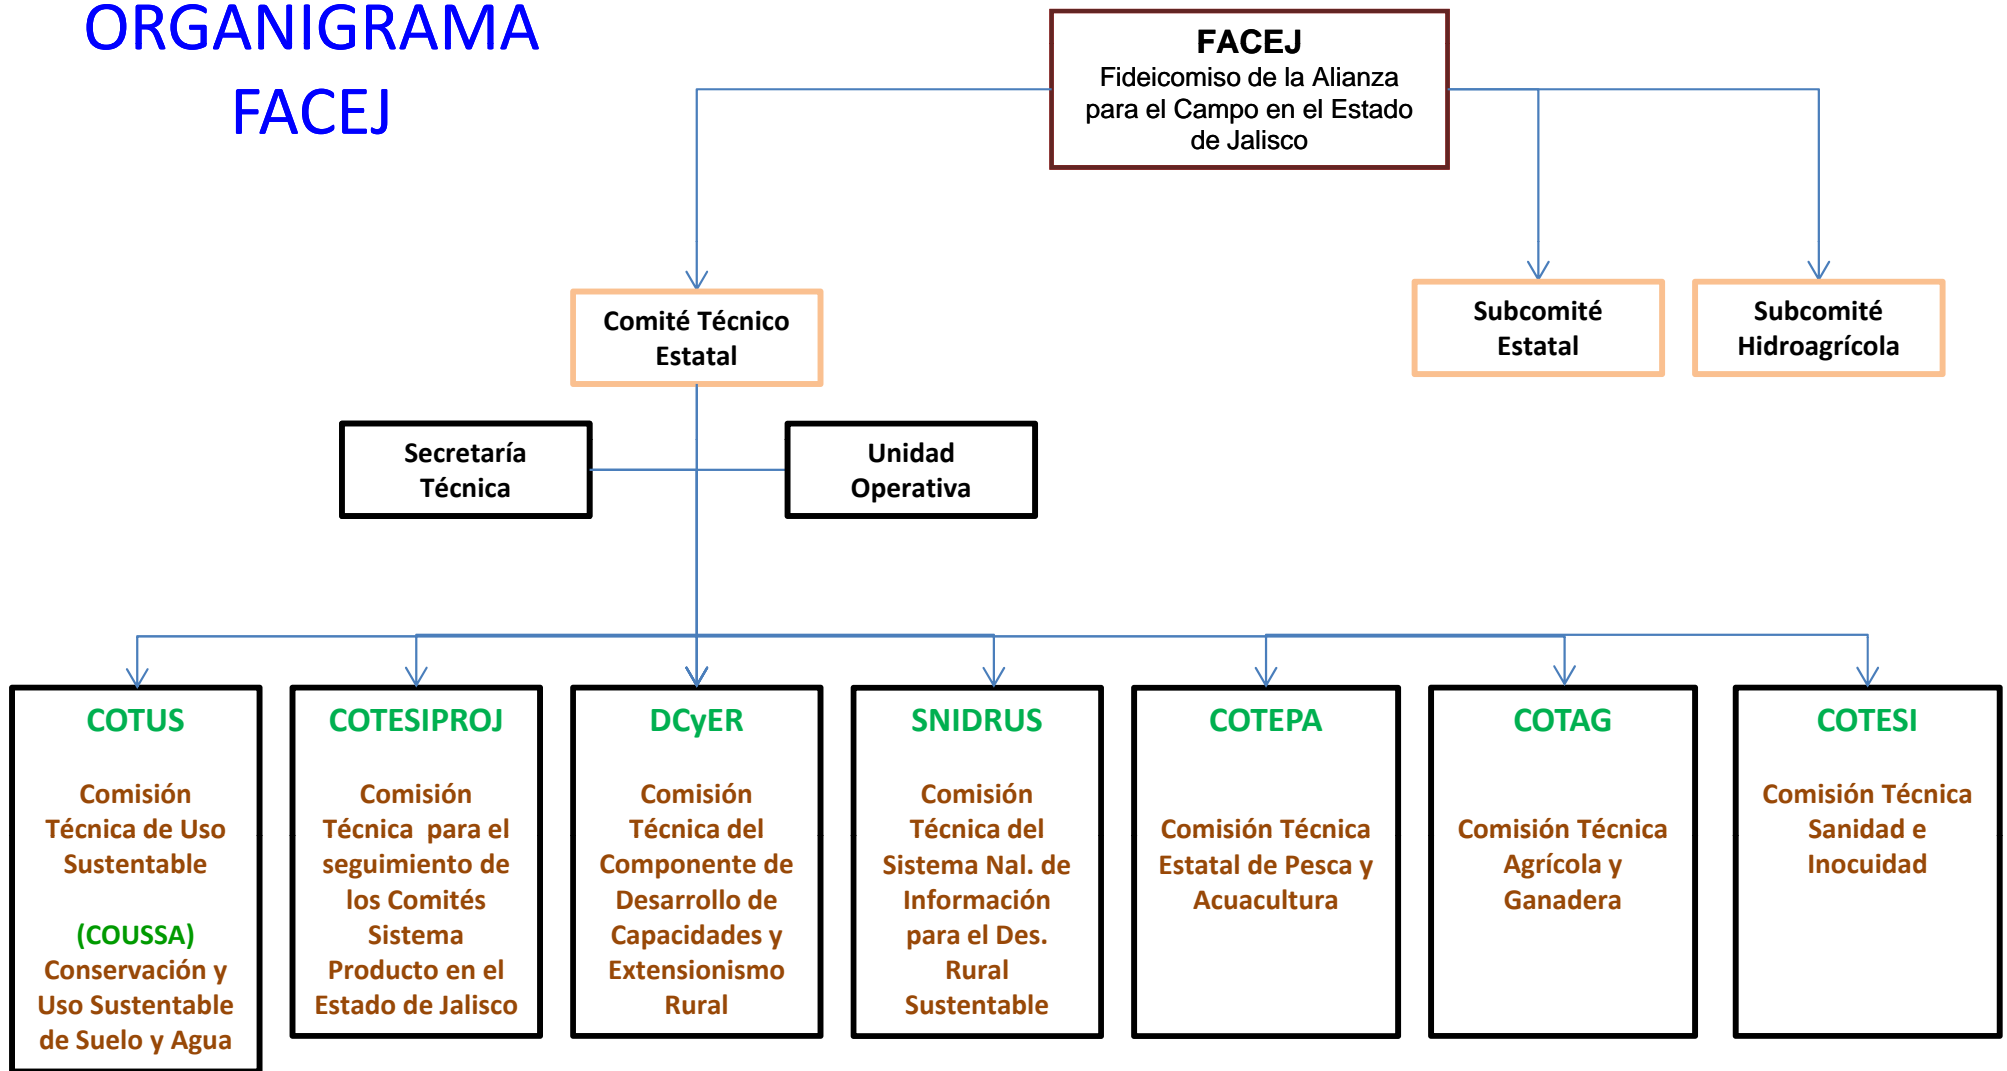 ORGANIGRAMA
FACEJ
FACEJ
Fideicomiso de la Alianza
para el Campo en el Estado
de Jalisco
Comité Técnico
Estatal
Subcomité
Estatal
Subcomité
Hidroagrícola
Secretaría
Técnica
Unidad
Operativa
COTUS
Comisión
Técnica de Uso
Sustentable
(COUSSA)
Conservación y
Uso Sustentable
de Suelo y Agua
COTESIPROJ
Comisión
Técnica para el
seguimiento de
los Comités
Sistema
Producto en el
Estado de Jalisco
DCyER
Comisión
Técnica del
Componente de
Desarrollo de
Capacidades y
Extensionismo
Rural
SNIDRUS
Comisión
Técnica del
Sistema Nal. de
Información
para el Des.
Rural
Sustentable
COTEPA
Comisión Técnica
Estatal de Pesca y
Acuacultura
COTAG
Comisión Técnica
Agrícola y
Ganadera
COTESI
Comisión Técnica
Sanidad e
Inocuidad